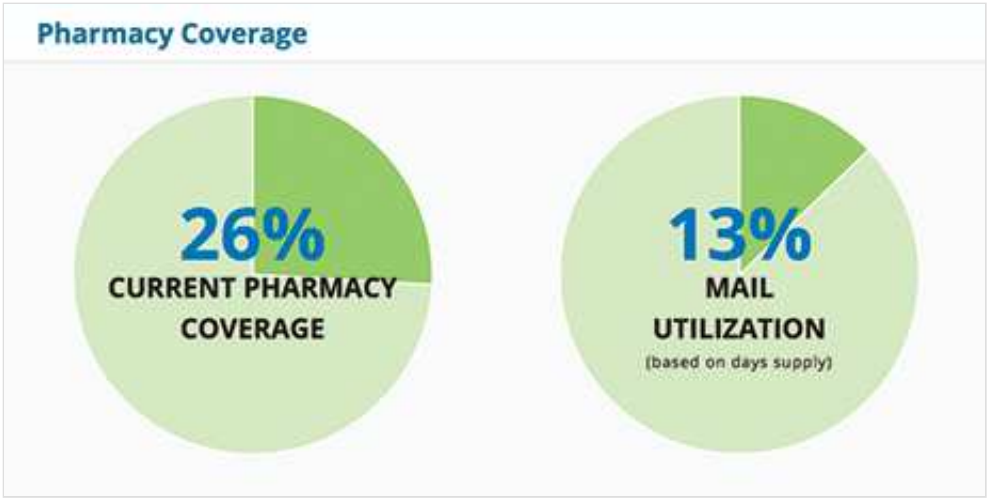 Pharmacy Coverage
26%
CURRENT PHARMACY
COVERAGE
13%
MAIL
UTILIZATION
(based on days supply)